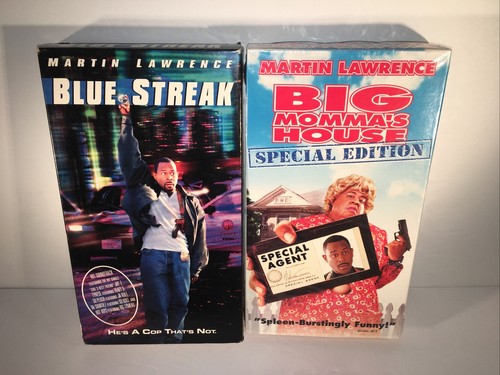 MARTIN LAWRENCE
BLUE STREAK
HE'S A COP THAT'S NOT.
MARTIN LAWRENCE
BIG
MOMMA'S
HOUSE
SPECIAL EDITION
SPECIAL
AGENT
"Spleen-Burstingly Funny!"